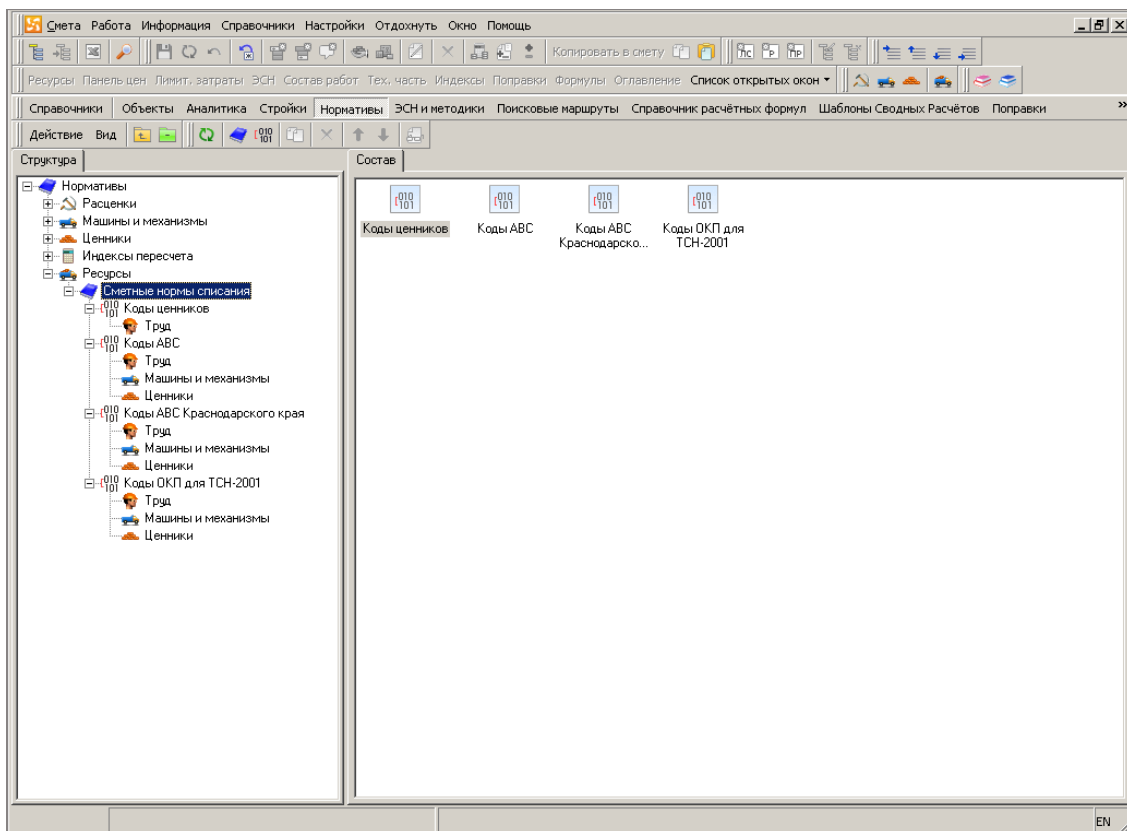 Смета Работа Информация Справочники Настройки Отдохнуть Окно Помощь
Копировать в смету
Ресурсы Панель цен Лимит. затраты ЭСН Состав работ Тех. часть Индексы Поправки Формулы Оглавление Список открытых окон
Справочники Объекты Аналитика Стройки Нормативы ЭСН и методики Поисковые маршруты Справочник расчётных формул Шаблоны Сводных Расчётов Поправки »
Действие Вид
Структура
Состав
Нормативы
Расценки
Машины и механизмы
Ценники
Индексы пересчета
Ресурсы
Сметные нормы списания
Коды ценников
Труд
Коды АВС
Труд
Машины и механизмы
Ценники
Коды АВС Краснодарского края
Труд
Машины и механизмы
Ценники
Коды ОКП для ТСН-2001
Труд
Машины и механизмы
Ценники
Коды ценников
Коды АВС
Коды АВС
Краснодарско...
Коды ОКП для
ТСН-2001
EN